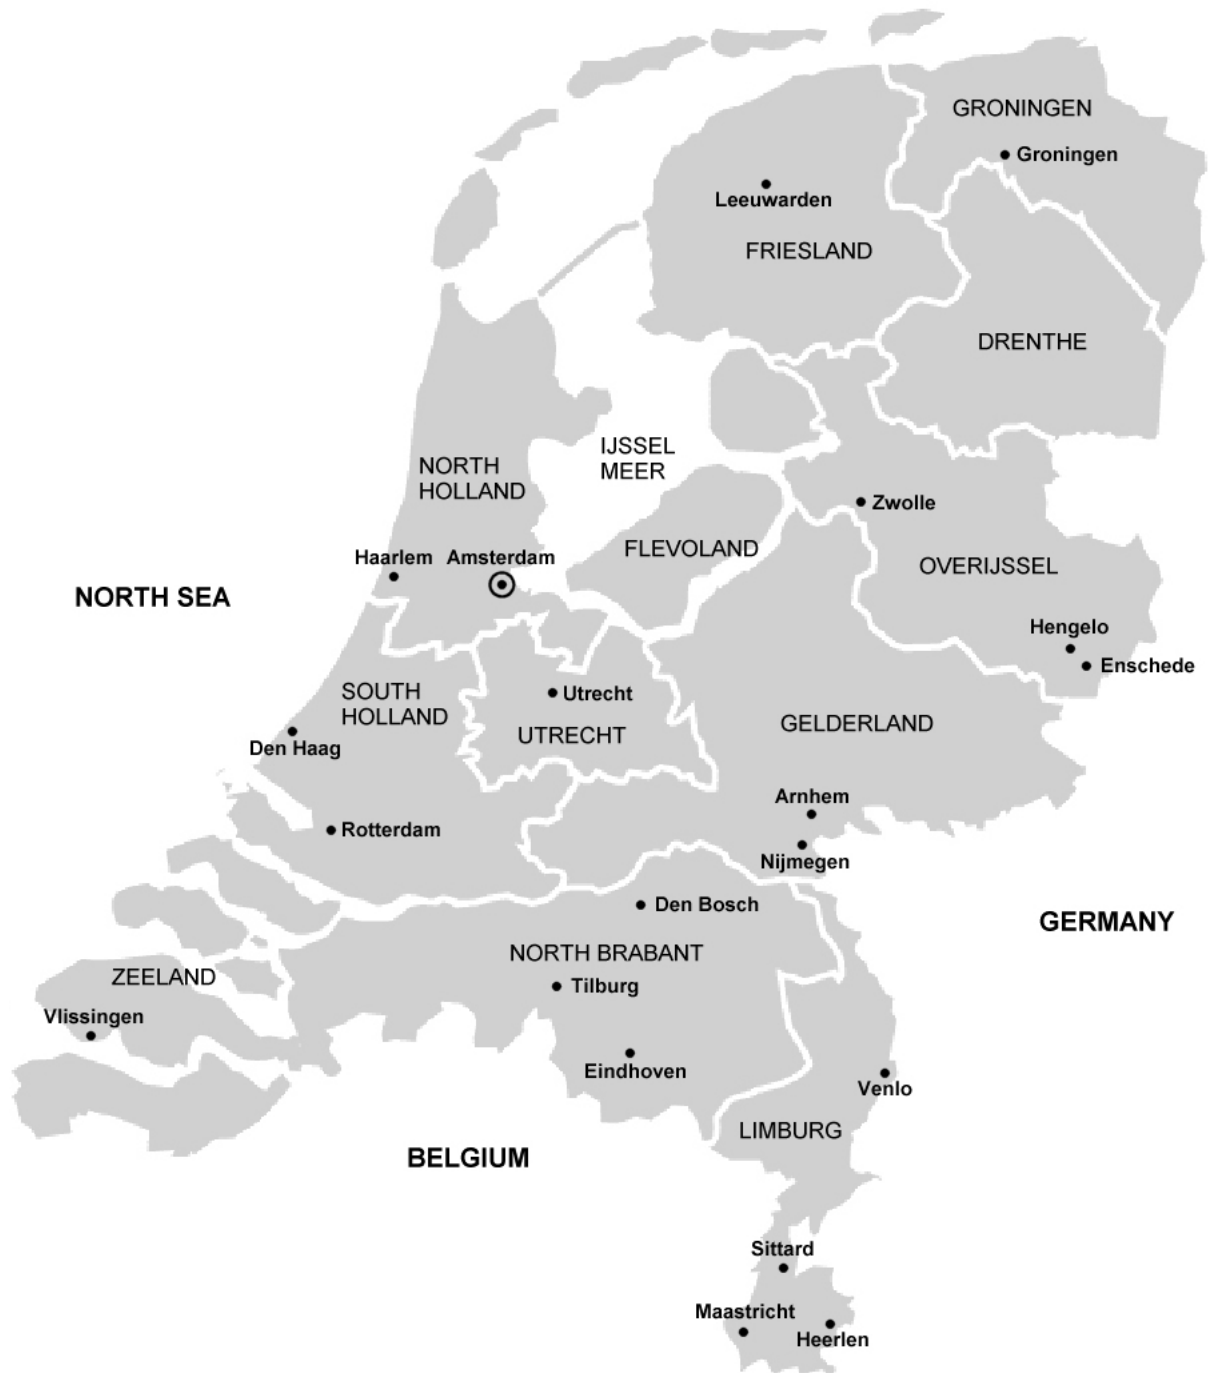 GRONINGEN
Groningen
Leeuwarden
FRIESLAND
DRENTHE
IJSSEL
MEER
NORTH
HOLLAND
Zwolle
FLEVOLAND
Haarlem
Amsterdam
OVERIJSSEL
NORTH SEA
Hengelo
Enschede
SOUTH
HOLLAND
Utrecht
UTRECHT
GELDERLAND
Den Haag
Arnhem
Rotterdam
Nijmegen
Den Bosch
GERMANY
NORTH BRABANT
ZEELAND
Tilburg
Vlissingen
Eindhoven
Venlo
LIMBURG
BELGIUM
Sittard
Maastricht
Heerlen